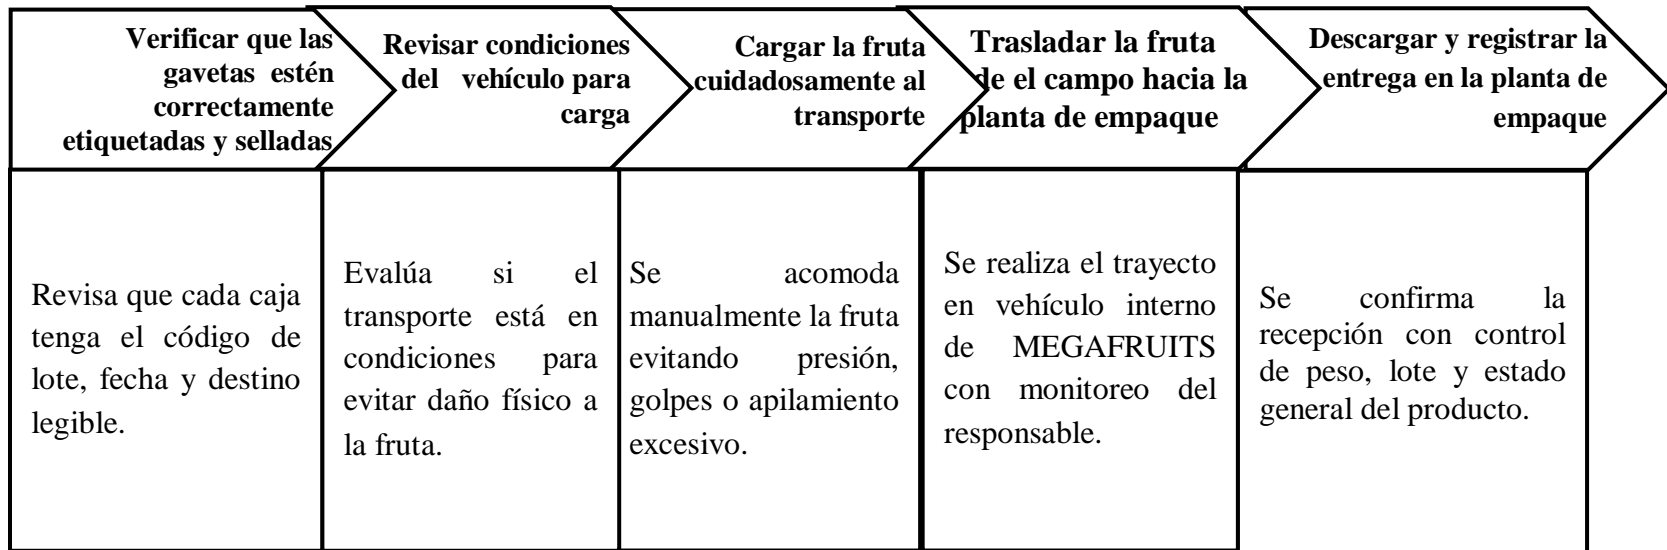 Verificar que las
gavetas estén
correctamente
etiquetadas y selladas
Revisar condiciones
del vehículo para
carga
Cargar la fruta
cuidadosamente al
transporte
Trasladar la fruta
de el campo hacia la
planta de empaque
Descargar y registrar la
entrega en la planta de
empaque
Revisa que cada caja
tenga el código de
lote, fecha y destino
legible.
Evalúa si el
transporte está en
condiciones para
evitar daño físico a
la fruta.
Se acomoda
manualmente la fruta
evitando presión,
golpes o apilamiento
excesivo.
Se realiza el trayecto
en vehículo interno
de MEGAFRUITS
con monitoreo del
responsable.
Se confirma la
recepción con control
de peso, lote y estado
general del producto.